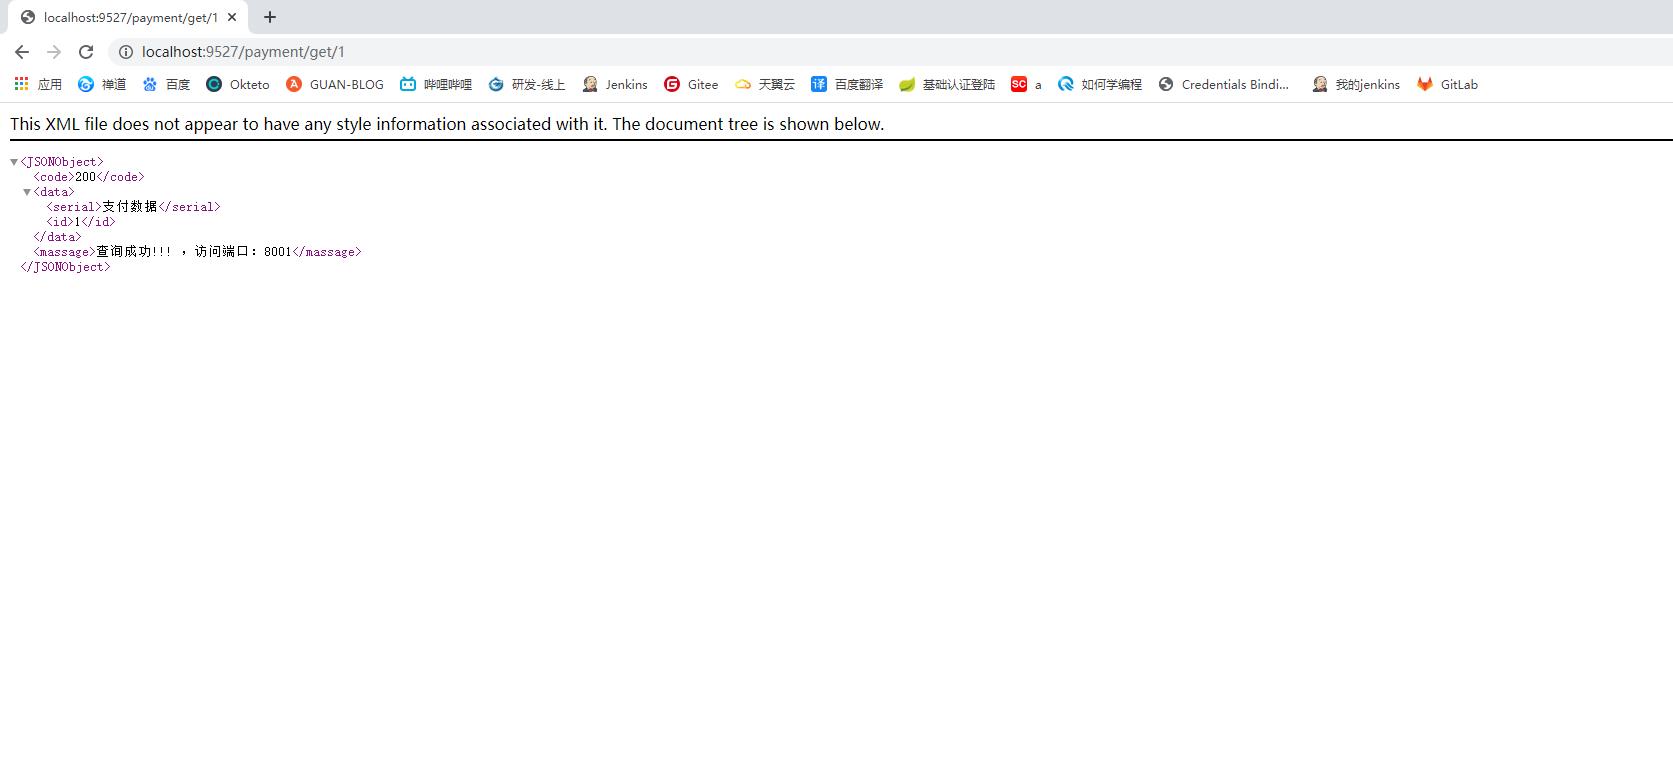 localhost:9527/payment/get/1
localhost:9527/payment/get/1
应用 禅道 百度 Okteto GUAN-BLOG 哔哩哔哩 研发-线上 Jenkins Gitee 天翼云 译 百度翻译 基础认证登陆 SC a 如何学编程 Credentials Bindi... 我的jenkins GitLab
This XML file does not appear to have any style information associated with it. The document tree is shown below.
<JSONObject>
<code>200</code>
<data>
<serial>支付数据</serial>
<id>1</id>
</data>
<massage>查询成功!!! ，访问端口：8001</massage>
</JSONObject>